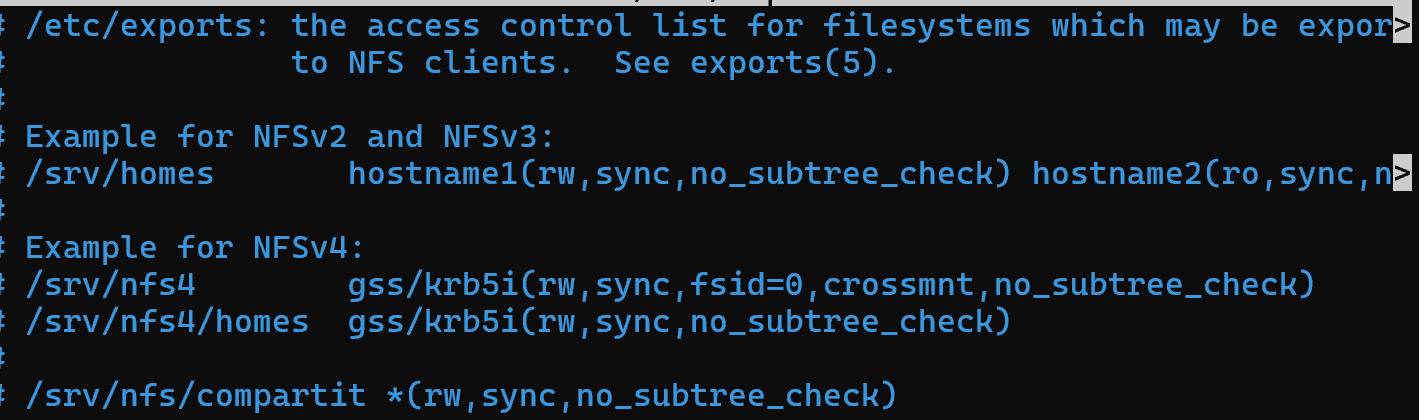 # /etc/exports: the access control list for filesystems which may be expor>
#               to NFS clients.  See exports(5).
#
# Example for NFSv2 and NFSv3:
# /srv/homes       hostname1(rw,sync,no_subtree_check) hostname2(ro,sync,n>
#
# Example for NFSv4:
# /srv/nfs4        gss/krb5i(rw,sync,fsid=0,crossmnt,no_subtree_check)
# /srv/nfs4/homes  gss/krb5i(rw,sync,no_subtree_check)
#
# /srv/nfs/compartit *(rw,sync,no_subtree_check)